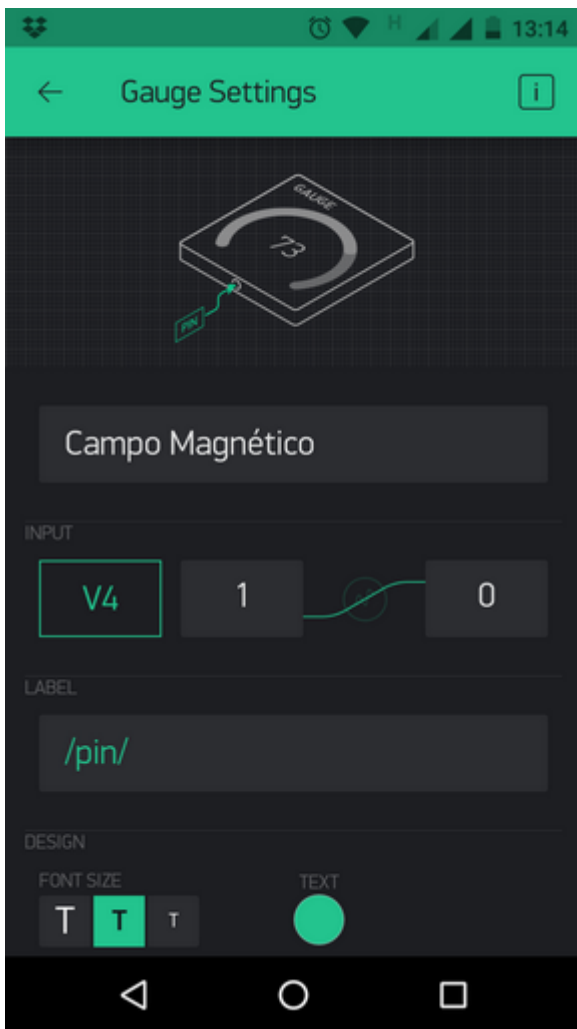 H 13:14
Gauge Settings
i
GAUGE
73
PIN
Campo Magnético
INPUT
V4 1 0
LABEL
/pin/
DESIGN
FONT SIZE TEXT
T T T